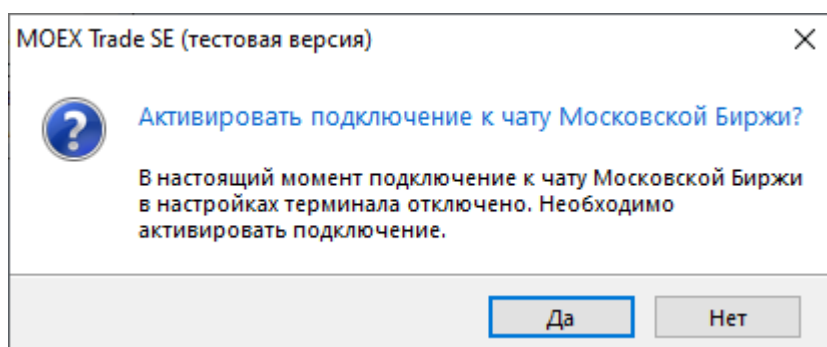 MOEX Trade SE (тестовая версия)
Активировать подключение к чату Московской Биржи?
В настоящий момент подключение к чату Московской Биржи
в настройках терминала отключено. Необходимо
активировать подключение.
Да
Нет